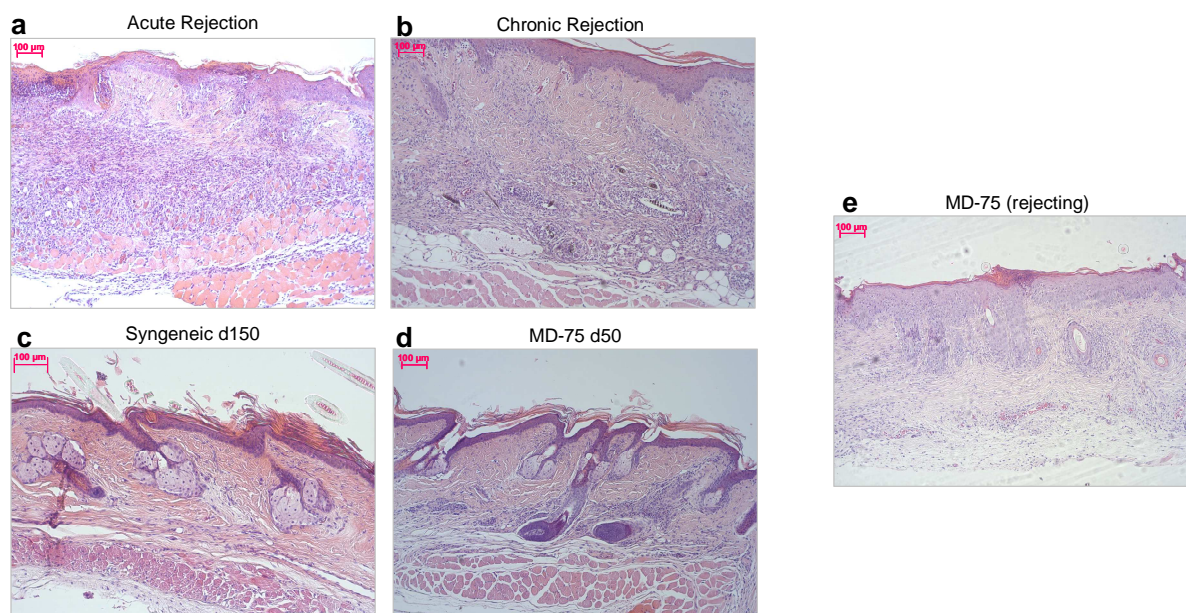 a
Acute Rejection
100 µm
b
Chronic Rejection
100 µm
c
Syngeneic d150
100 µm
d
MD-75 d50
100 µm
e
MD-75 (rejecting)
100 µm